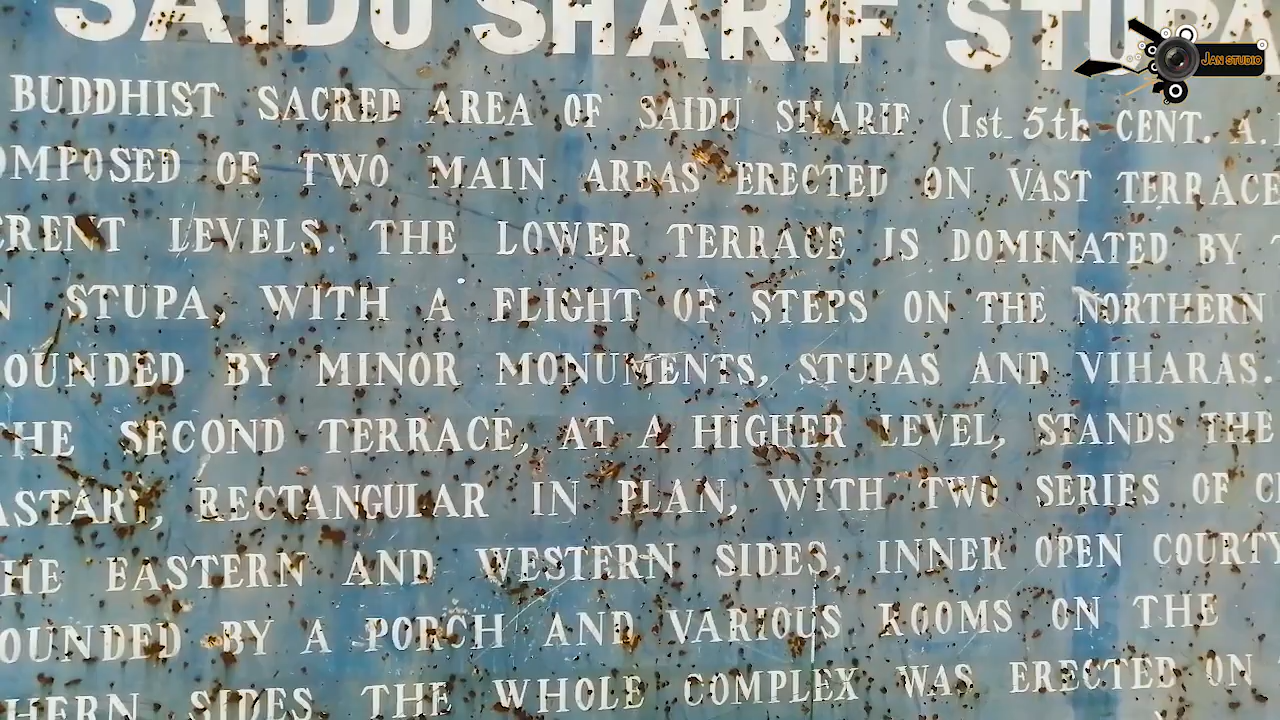 SAIDU SHARIF STUPA
JAN STUDIO
BUDDHIST SACRED AREA OF SAIDU SHARIF (Ist_5th CENT. A.
OMPOSED OF TWO MAIN AREAS ERECTED ON VAST TERRACE
RENT LEVELS. THE LOWER TERRACE IS DOMINATED BY T
N STUPA, WITH A FLIGHT OF STEPS ON THE NORTHERN
OUNDED BY MINOR MONUMENTS, STUPAS AND VIHARAS.
THE SECOND TERRACE, AT A HIGHER LEVEL, STANDS THE
ASTARY, RECTANGULAR IN PLAN, WITH TWO SERIES OF C
HE EASTERN AND WESTERN SIDES, INNER OPEN COURTY
OUNDED BY A PORCH AND VARIOUS ROOMS ON THE
HERN SIDES. THE WHOLE COMPLEX WAS ERECTED ON